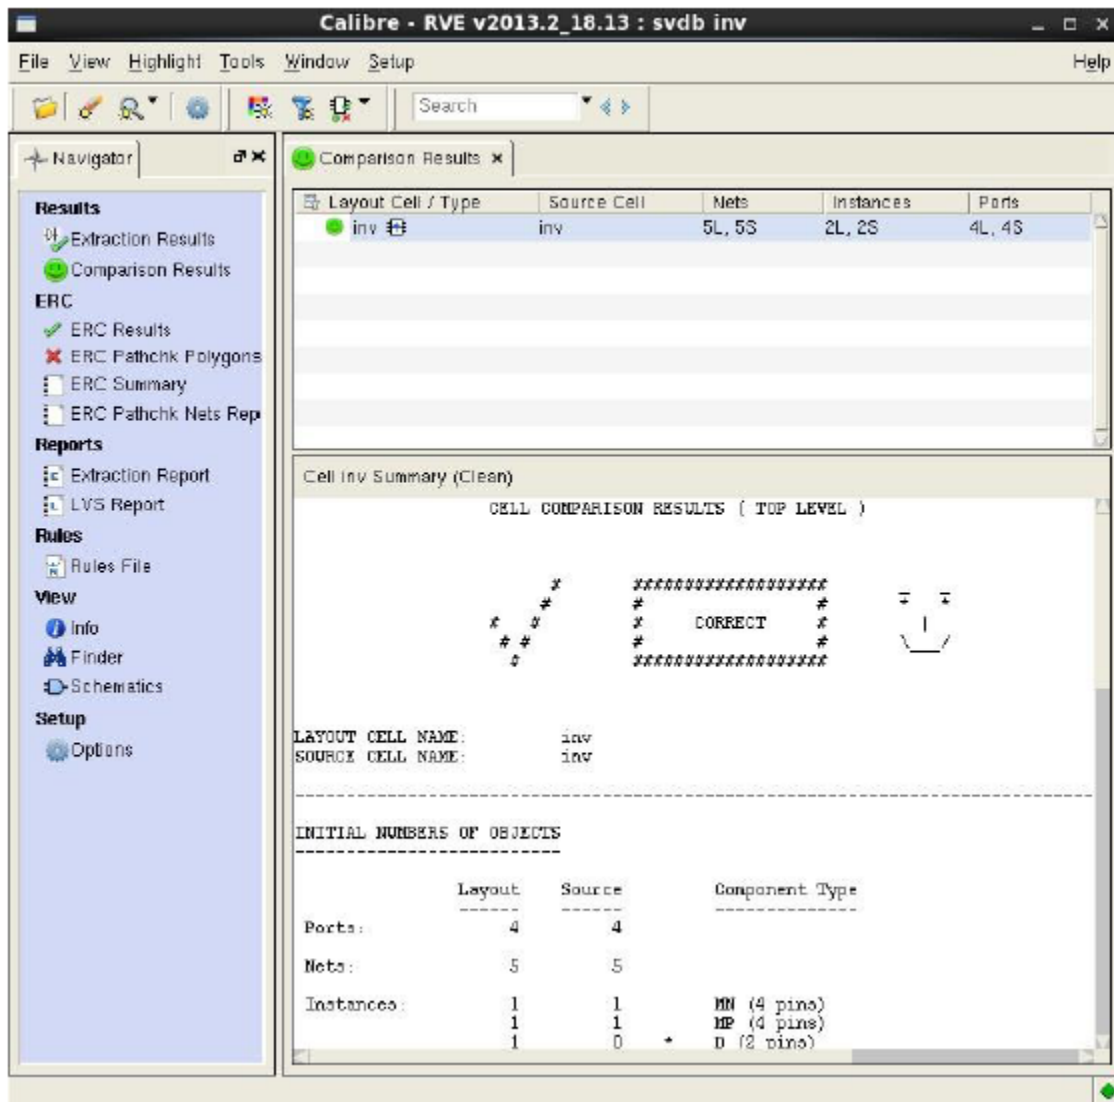 Calibre - RVE v2013.2_18.13 : svdb inv
File View Highlight Tools Window Setup Help
Search
Navigator
Results
Extraction Results
Comparison Results
ERC
ERC Results
ERC Pathchk Polygons
ERC Summary
ERC Pathchk Nets Rep
Reports
Extraction Report
LVS Report
Rules
Rules File
View
Info
Finder
Schematics
Setup
Options
Comparison Results
Layout Cell / Type Source Cell Nets Instances Ports
inv inv 5L, 5S 2L, 2S 4L, 4S
Cell inv Summary (Clean)
CELL COMPARISON RESULTS ( TOP LEVEL )
# ###################
# # #
# # # CORRECT #
# # # #
# ###################
LAYOUT CELL NAME: inv
SOURCE CELL NAME: inv
INITIAL NUMBERS OF OBJECTS
Layout Source Component Type
Ports: 4 4
Nets: 5 5
Instances: 1 1 MN (4 pins)
1 1 MP (4 pins)
1 0 * D (2 pins)